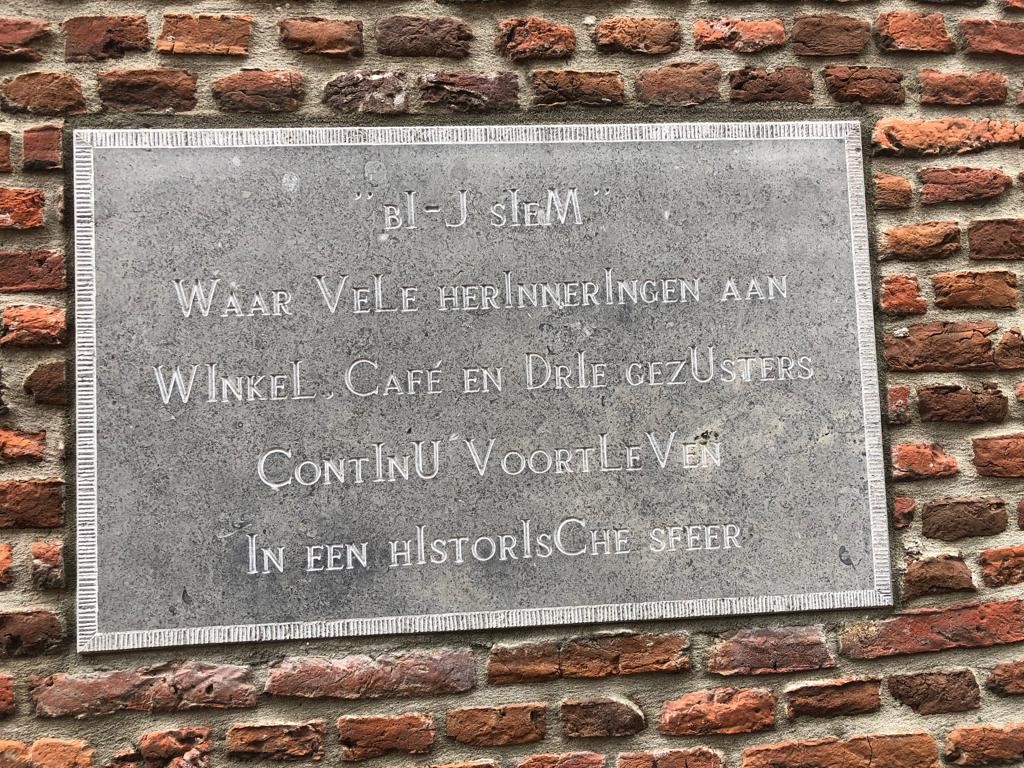 "bI-J sIeM"
WAAR VeLe herInnerIngen aan
WInkeL, Café en DrIe gezUsters
ContInU VoortLeVen
In een hIstorIsChe sfeer